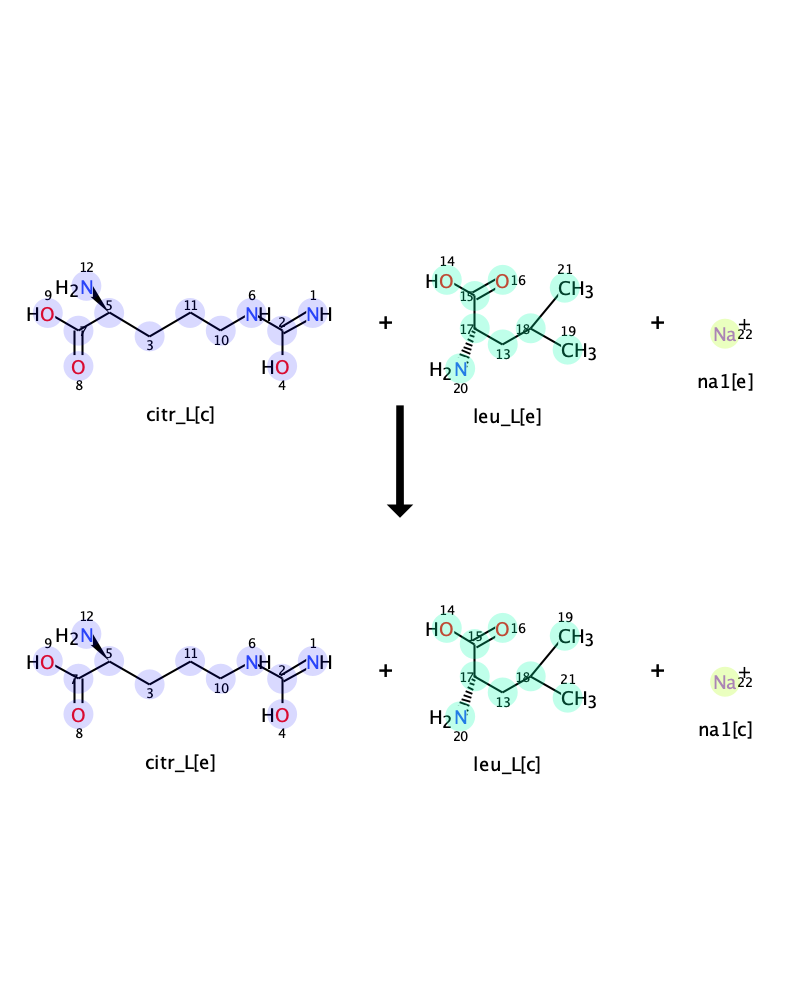 12
H₂N
9
HO
5
7
8
O
3
11
10
6
NH
2
1
NH
HO
4
citr_L[c]
+
14
HO
15
O 16
17
H₂N
20
13
18
21
CH3
19
CH3
leu_L[e]
+
Na+
22
na1[e]
12
H₂N
9
HO
5
8
O
3
11
10
6
NH
2
1
NH
HO
4
citr_L[e]
+
14
HO
15
O 16
17
H₂N
20
13
18
19
CH3
21
CH3
leu_L[c]
+
Na+
22
na1[c]